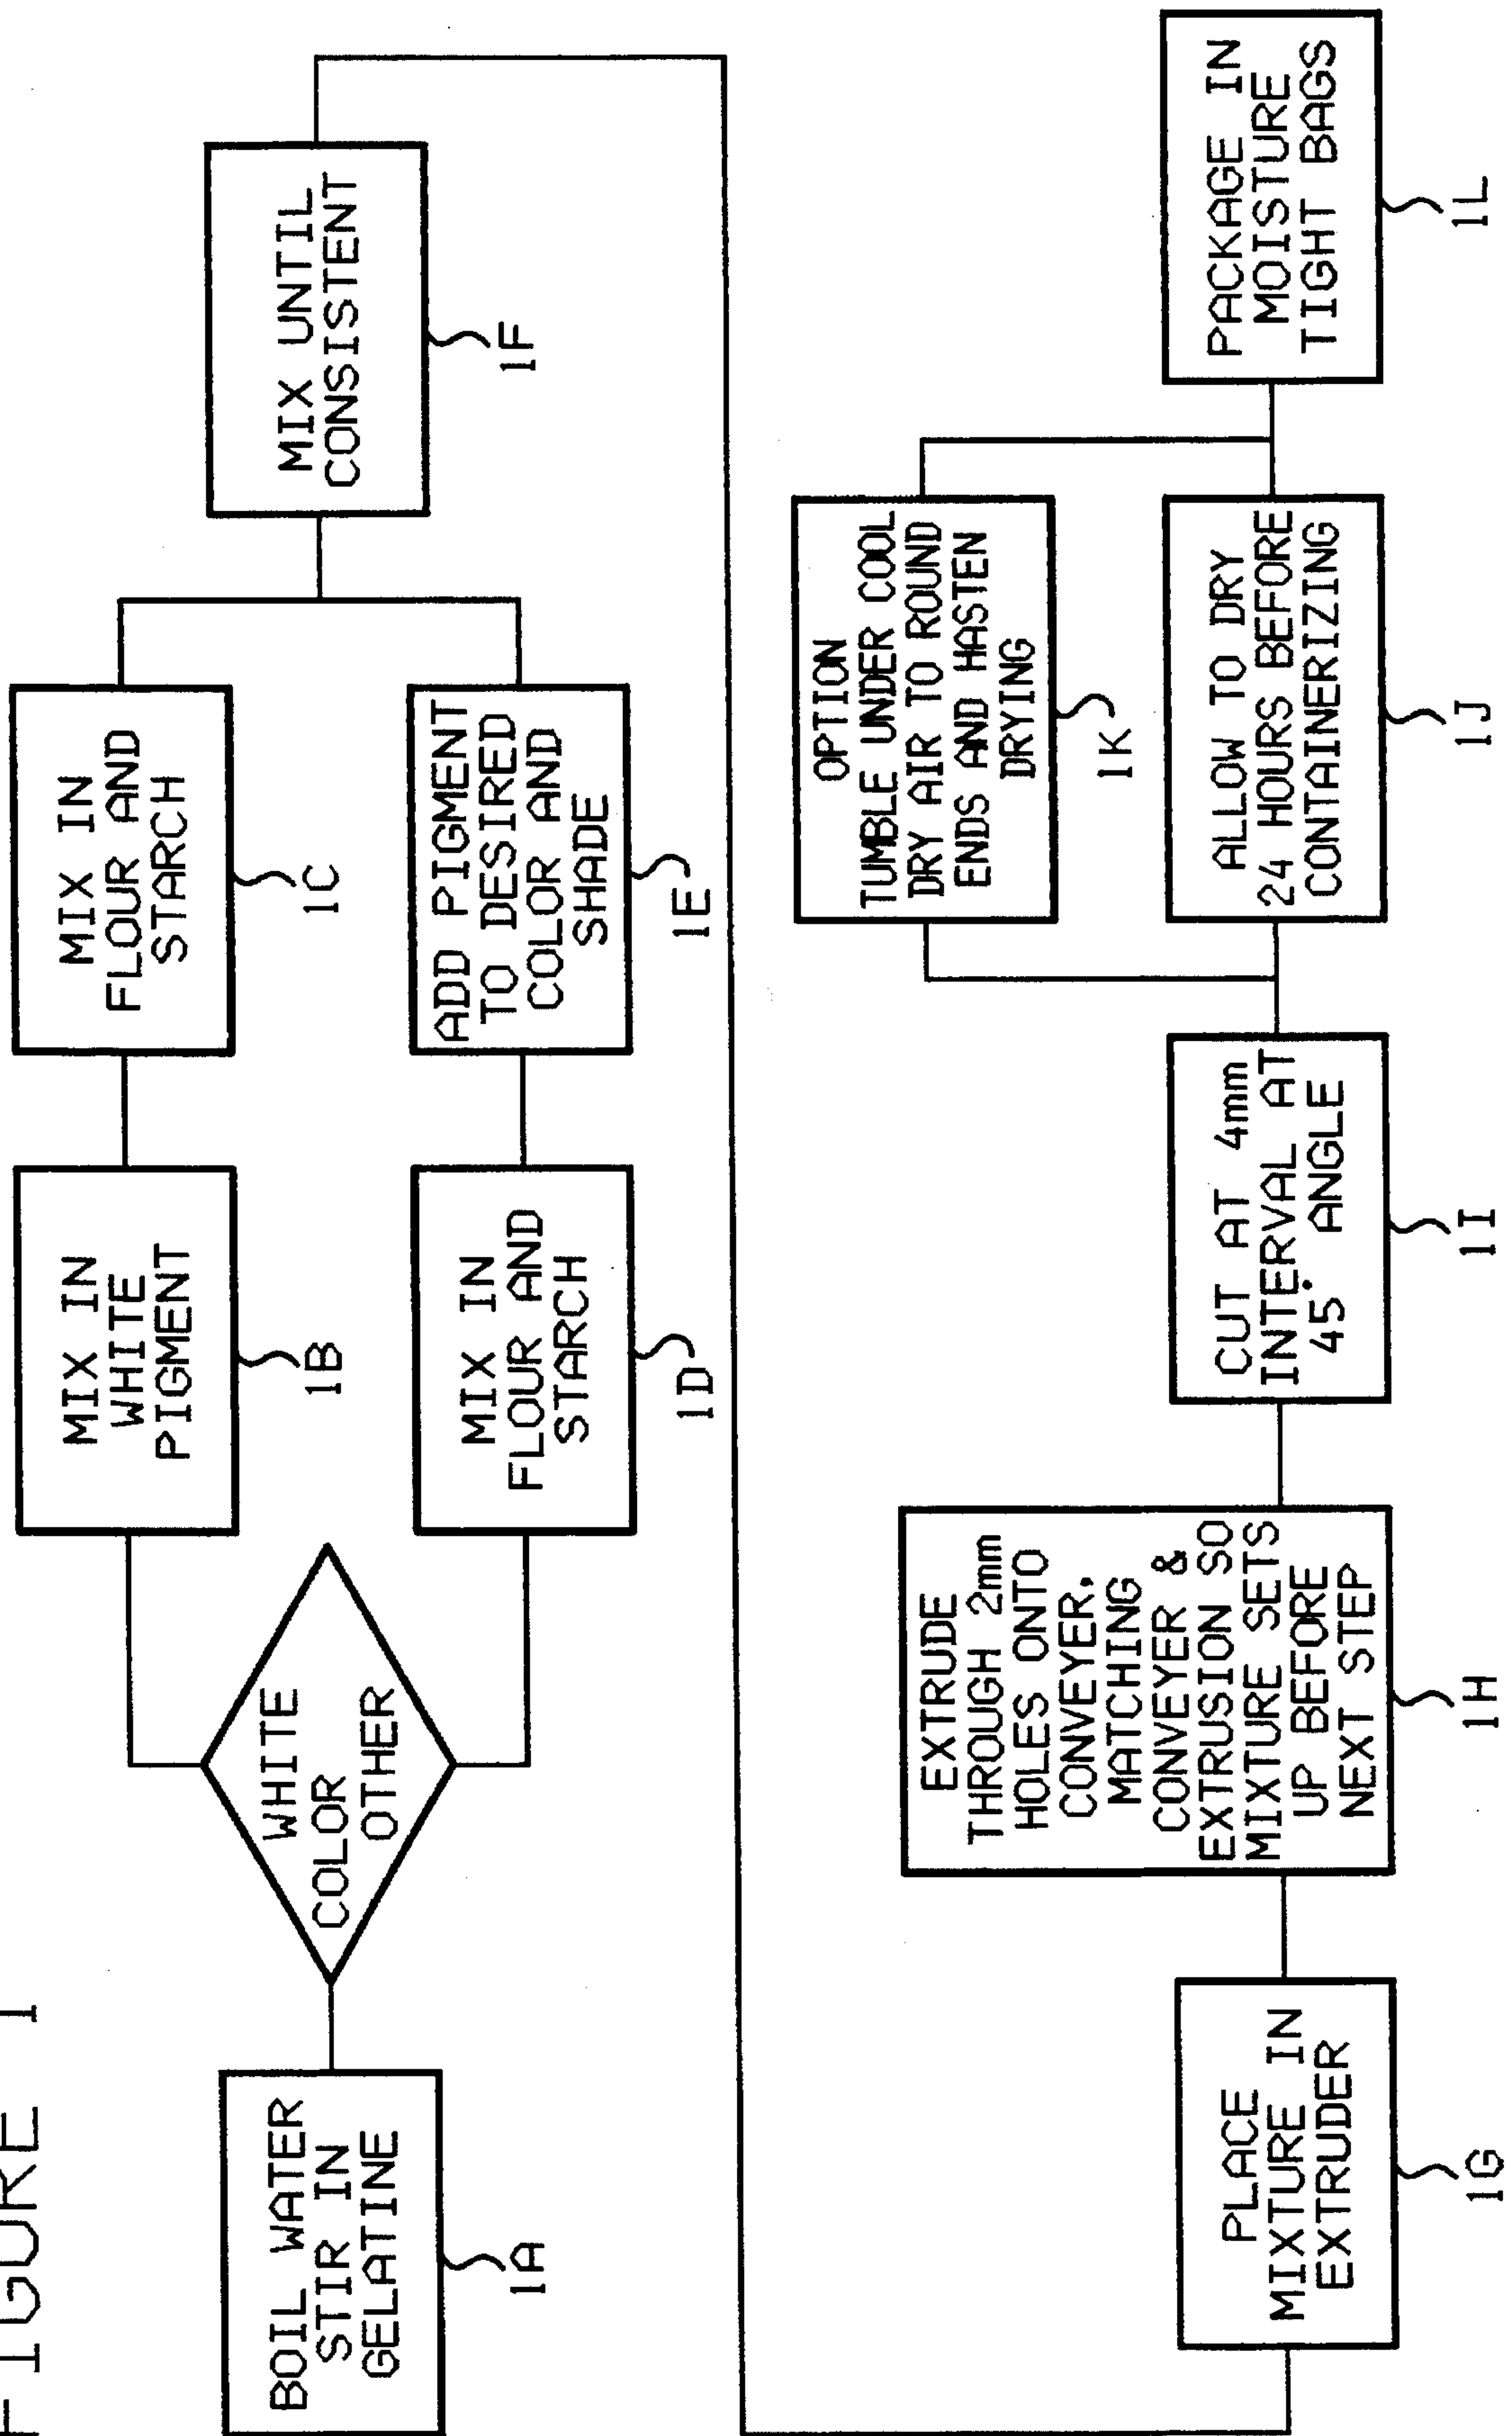 FIGURE 1
BOIL WATER
STIR IN
GELATINE
1A
WHITE
COLOR
OTHER
MIX IN
WHITE
PIGMENT
1B
MIX IN
FLOUR AND
STARCH
1C
MIX IN
FLOUR AND
STARCH
1D
ADD PIGMENT
TO DESIRED
COLOR AND
SHADE
1E
MIX UNTIL
CONSISTENT
1F
PLACE
MIXTURE IN
EXTRUDER
1G
EXTRUDE
THROUGH 2mm
HOLES ONTO
CONVEYER,
MATCHING
CONVEYER &
EXTRUSION SO
MIXTURE SETS
UP BEFORE
NEXT STEP
1H
CUT AT 4mm
INTERVAL AT
45° ANGLE
1I
OPTION
TUMBLE UNDER COOL
DRY AIR TO ROUND
ENDS AND HASTEN
DRYING
1K
ALLOW TO DRY
24 HOURS BEFORE
CONTAINERIZING
1J
PACKAGE IN
MOISTURE
TIGHT BAGS
1L